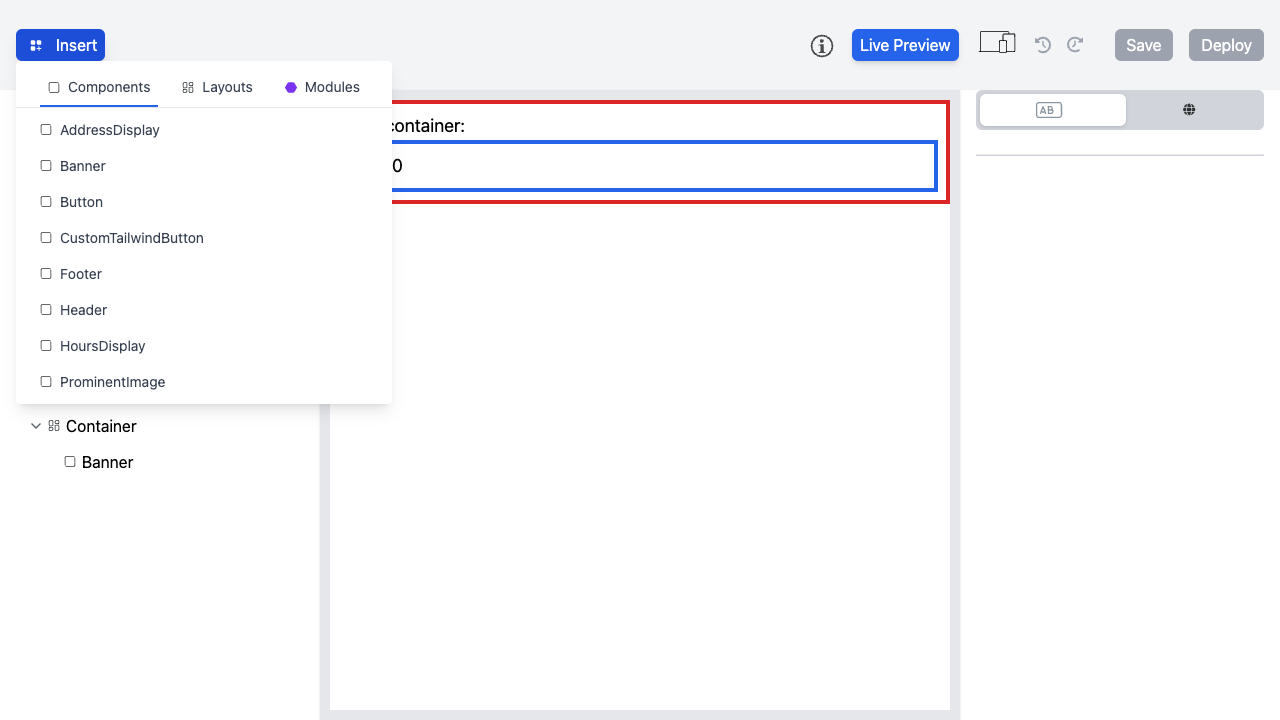 Insert
Live Preview
Save
Deploy
Components
Layouts
Modules
AddressDisplay
Banner
Button
CustomTailwindButton
Footer
Header
HoursDisplay
ProminentImage
Container
Banner
container:
0
AB